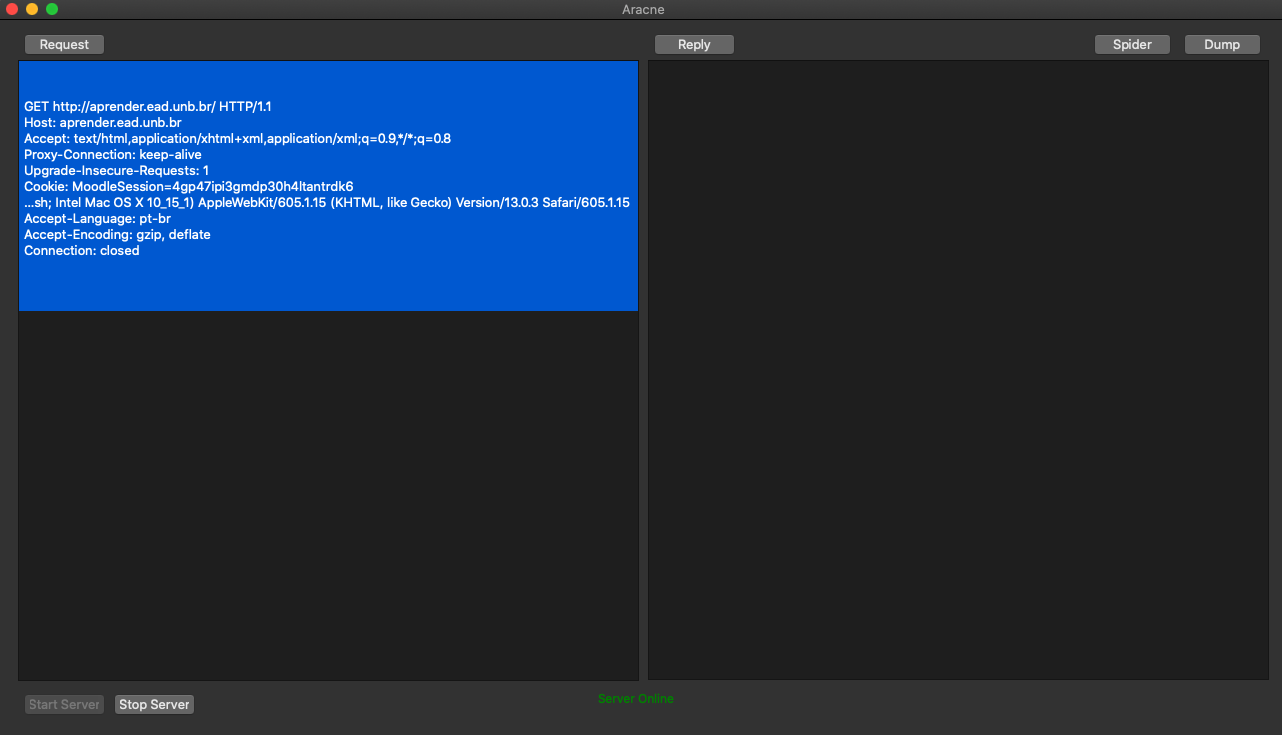 Aracne
Request
Reply
Spider
Dump
GET http://aprender.ead.unb.br/ HTTP/1.1
Host: aprender.ead.unb.br
Accept: text/html,application/xhtml+xml,application/xml;q=0.9,*/*;q=0.8
Proxy-Connection: keep-alive
Upgrade-Insecure-Requests: 1
Cookie: MoodleSession=4gp47ipi3gmdp30h4ltantrdk6
...sh; Intel Mac OS X 10_15_1) AppleWebKit/605.1.15 (KHTML, like Gecko) Version/13.0.3 Safari/605.1.15
Accept-Language: pt-br
Accept-Encoding: gzip, deflate
Connection: closed
Start Server
Stop Server
Server Online